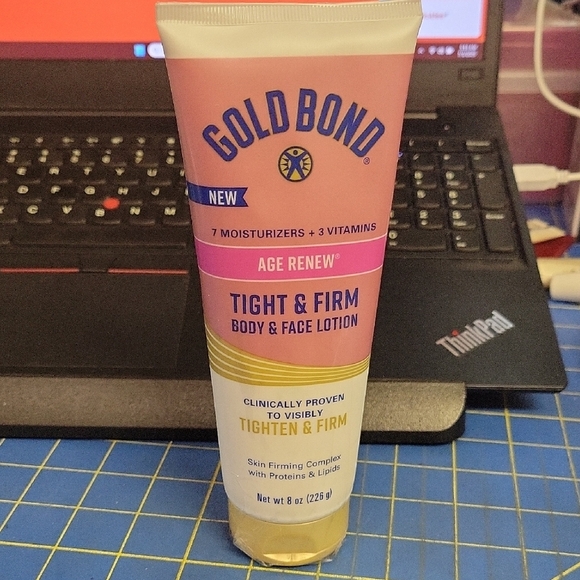 GOLD BOND
®
NEW
7 MOISTURIZERS + 3 VITAMINS
AGE RENEW®
TIGHT & FIRM
BODY & FACE LOTION
CLINICALLY PROVEN
TO VISIBLY
TIGHTEN & FIRM
Skin Firming Complex
with Proteins & Lipids
Net wt 8 oz (226 g)
ThinkPad